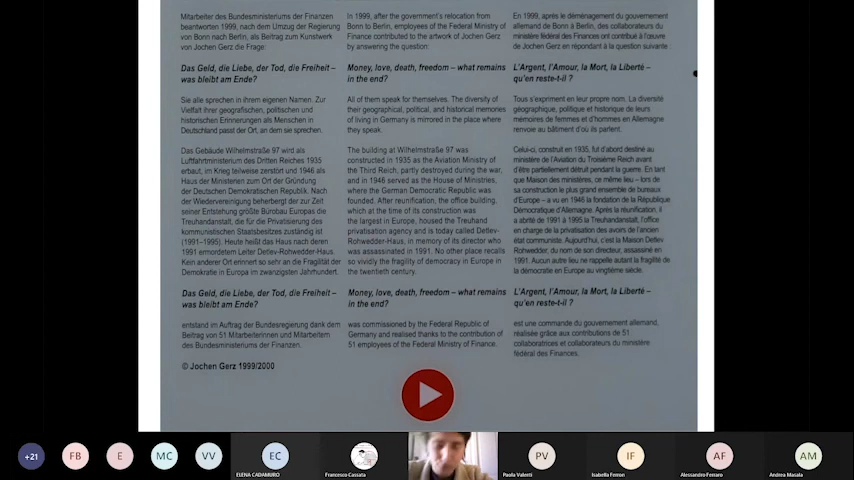 Mitarbeiter des Bundesministeriums der Finanzen
beantworten 1999, nach dem Umzug der Regierung
von Bonn nach Berlin, als Beitrag zum Kunstwerk
von Jochen Gerz die Frage:
Das Geld, die Liebe, der Tod, die Freiheit –
was bleibt am Ende?
Sie alle sprechen in ihrem eigenen Namen. Zur
Vielfalt ihrer geografischen, politischen und
historischen Erinnerungen als Menschen in
Deutschland passt der Ort, an dem sie sprechen.
Das Gebäude Wilhelmstraße 97 wird als
Luftfahrtministerium des Dritten Reiches 1935
erbaut, im Krieg teilweise zerstört und 1946 als
Haus der Ministerien zum Ort der Gründung
der Deutschen Demokratischen Republik. Nach
der Wiedervereinigung beherbergt der zur Zeit
seiner Entstehung größte Bürobau Europas die
Treuhandanstalt, die für die Privatisierung des
kommunistischen Staatsbesitzes zuständig ist
(1991–1995). Heute heißt das Haus nach deren
1991 ermordetem Leiter Detlev-Rohwedder-Haus.
Kein anderer Ort erinnert so sehr an die Fragilität der
Demokratie in Europa im zwanzigsten Jahrhundert.
Das Geld, die Liebe, der Tod, die Freiheit –
was bleibt am Ende?
entstand im Auftrag der Bundesregierung dank dem
Beitrag von 51 Mitarbeiterinnen und Mitarbeitern
des Bundesministeriums der Finanzen.
© Jochen Gerz 1999/2000
In 1999, after the government's relocation from
Bonn to Berlin, employees of the Federal Ministry of
Finance contributed to the artwork of Jochen Gerz
by answering the question:
Money, love, death, freedom – what remains
in the end?
All of them speak for themselves. The diversity of
their geographical, political, and historical memories
of living in Germany is mirrored in the place where
they speak.
The building at Wilhelmstraße 97 was
constructed in 1935 as the Aviation Ministry of
the Third Reich, partly destroyed during the war,
and in 1946 served as the House of Ministries,
where the German Democratic Republic was
founded. After reunification, the office building,
which at the time of its construction was
the largest in Europe, housed the Treuhand
privatisation agency and is today called Detlev-
Rohwedder-Haus, in memory of its director who
was assassinated in 1991. No other place recalls
so vividly the fragility of democracy in Europe in
the twentieth century.
Money, love, death, freedom – what remains
in the end?
was commissioned by the Federal Republic of
Germany and realised thanks to the contribution of
51 employees of the Federal Ministry of Finance.
En 1999, après le déménagement du gouvernement
allemand de Bonn à Berlin, des collaborateurs du
ministère fédéral des Finances ont contribué à l'œuvre
de Jochen Gerz en répondant à la question suivante
L'Argent, l'Amour, la Mort, la Liberté –
qu'en reste-t-il ?
Tous s'expriment en leur propre nom. La diversité
géographique, politique et historique de leurs
mémoires de femmes et d'hommes en Allemagne
renvoie au bâtiment d'où ils parlent.
Celui-ci, construit en 1935, fut d'abord destiné au
ministère de l'Aviation du Troisième Reich avant
d'être partiellement détruit pendant la guerre. En tant
que Maison des ministères, ce même lieu – lors de
sa construction le plus grand ensemble de bureaux
d'Europe – a vu en 1946 la fondation de la République
Démocratique d'Allemagne. Après la réunification, il
a abrité de 1991 à 1995 la Treuhandanstalt, l'office
en charge de la privatisation des avoirs de l'ancien
état communiste. Aujourd'hui, c'est la Maison Detlev
Rohwedder, du nom de son directeur, assassiné en
1991. Aucun autre lieu ne rappelle autant la fragilité de
la démocratie en Europe au vingtième siècle.
L'Argent, l'Amour, la Mort, la Liberté –
qu'en reste-t-il ?
est une commande du gouvernement allemand,
réalisée grâce aux contributions de 51
collaboratrices et collaborateurs du ministère
fédéral des Finances.
+21
FB
E
MC
VV
EC
ELENA CADAMURO
Francesco Cassata
PV
Paola Valenti
IF
Isabella Ferron
AF
Alessandro Ferraro
AM
Andrea Masala